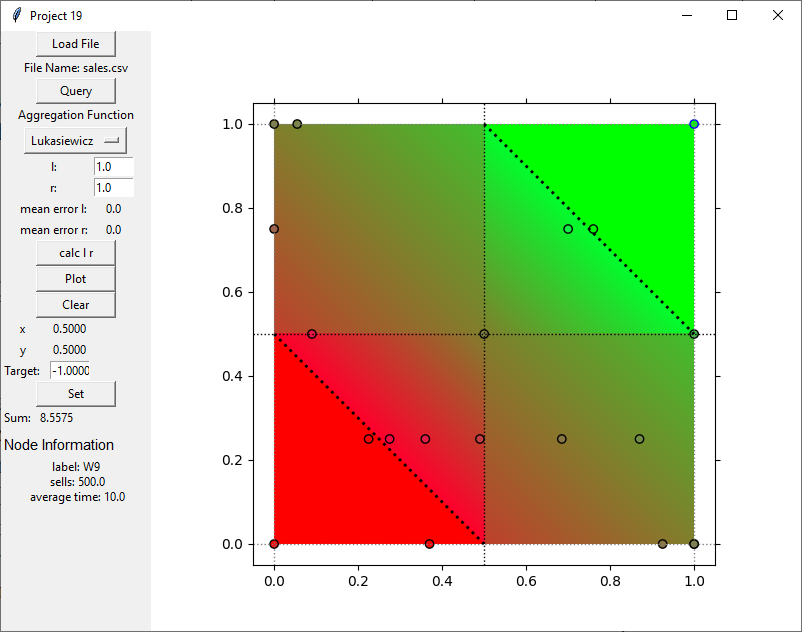 Project 19
Load File
File Name: sales.csv
Query
Aggregation Function
Lukasiewicz
l: 1.0
r: 1.0
mean error l: 0.0
mean error r: 0.0
calc l r
Plot
Clear
x 0.5000
y 0.5000
Target: -1.0000
Set
Sum: 8.5575
Node Information
label: W9
sells: 500.0
average time: 10.0
1.0
0.8
0.6
0.4
0.2
0.0
0.0 0.2 0.4 0.6 0.8 1.0